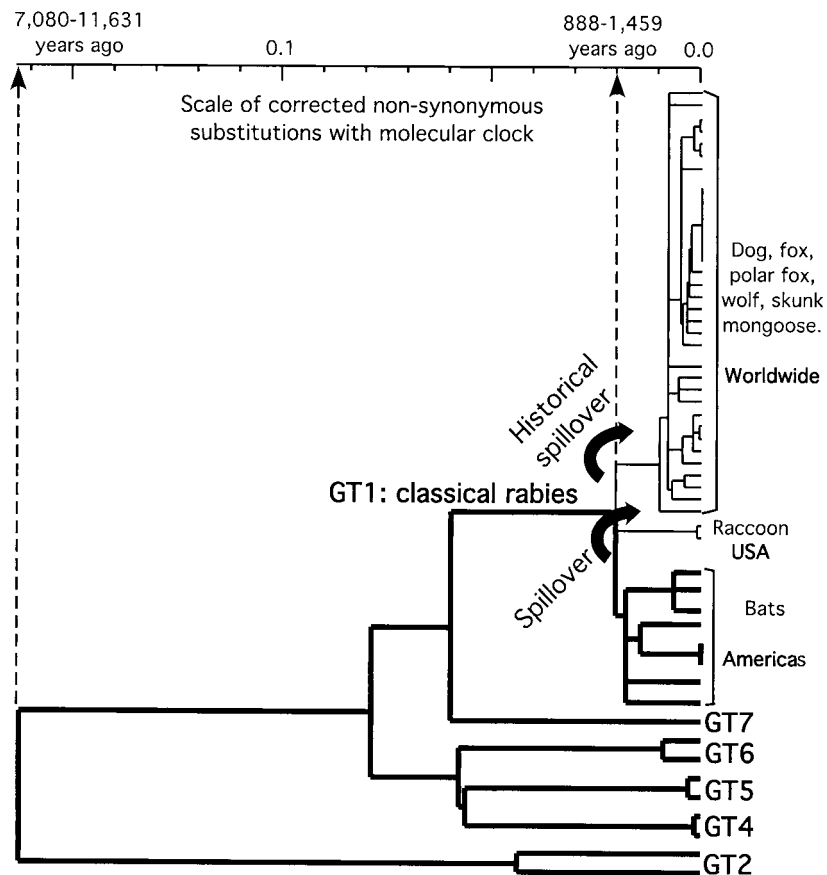 7,080-11,631
years ago
0.1
888-1,459
years ago
0.0
Scale of corrected non-synonymous
substitutions with molecular clock
Dog, fox,
polar fox,
wolf, skunk
mongoose.
Worldwide
Historical
spillover
GT1: classical rabies
Spillover
Raccoon
USA
Bats
Americas
GT7
GT6
GT5
GT4
GT2